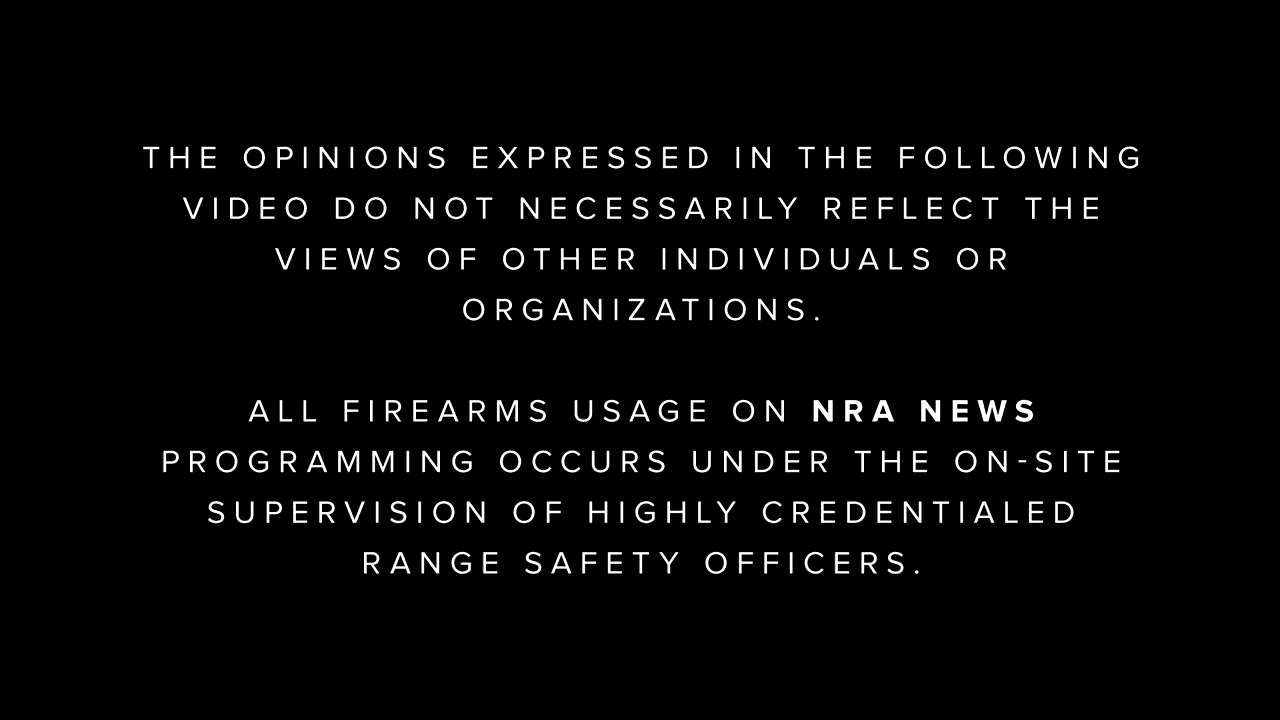 THE OPINIONS EXPRESSED IN THE FOLLOWING
VIDEO DO NOT NECESSARILY REFLECT THE
VIEWS OF OTHER INDIVIDUALS OR
ORGANIZATIONS.
ALL FIREARMS USAGE ON NRA NEWS
PROGRAMMING OCCURS UNDER THE ON-SITE
SUPERVISION OF HIGHLY CREDENTIALED
RANGE SAFETY OFFICERS.